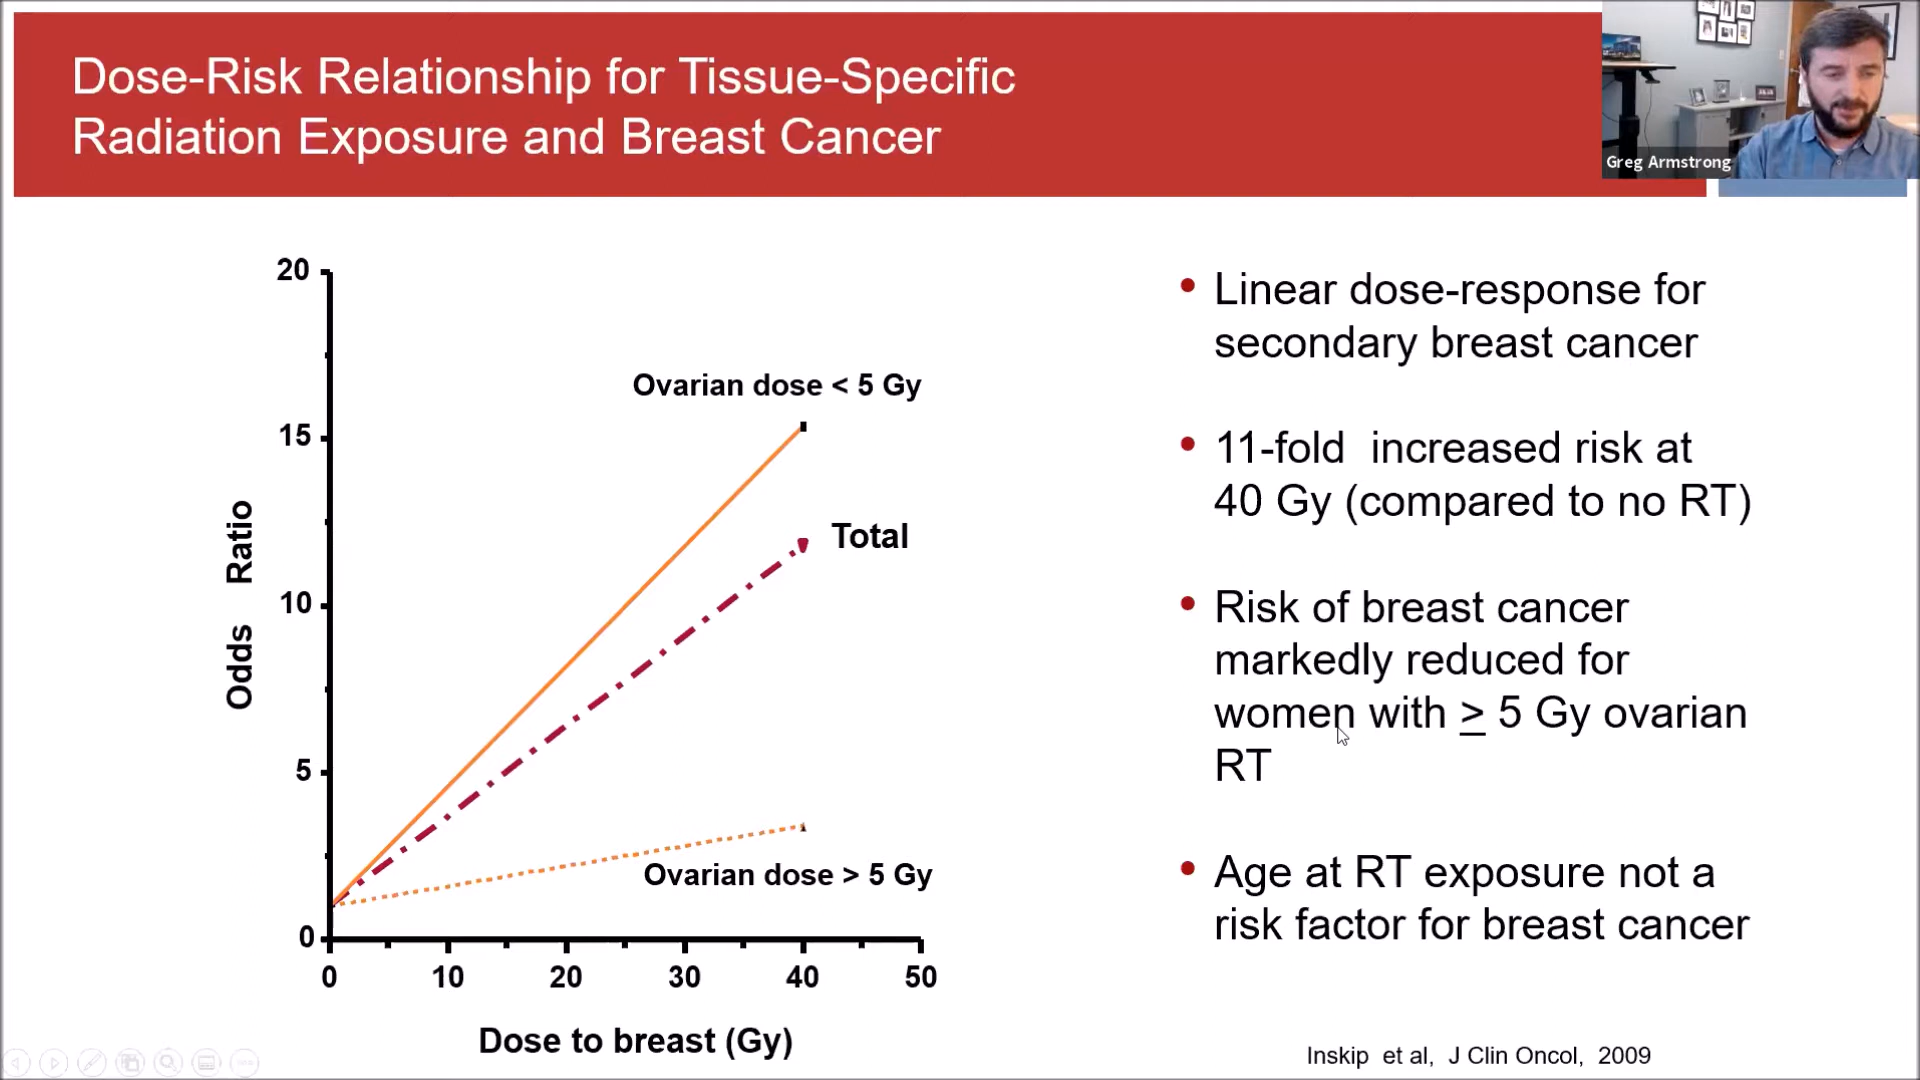 Dose-Risk Relationship for Tissue-Specific
Radiation Exposure and Breast Cancer
Greg Armstrong
20
15
10
5
0
Odds Ratio
Ovarian dose < 5 Gy
Total
Ovarian dose > 5 Gy
0 10 20 30 40 50
Dose to breast (Gy)
• Linear dose-response for
secondary breast cancer
• 11-fold increased risk at
40 Gy (compared to no RT)
• Risk of breast cancer
markedly reduced for
women with ≥ 5 Gy ovarian
RT
• Age at RT exposure not a
risk factor for breast cancer
Inskip et al, J Clin Oncol, 2009